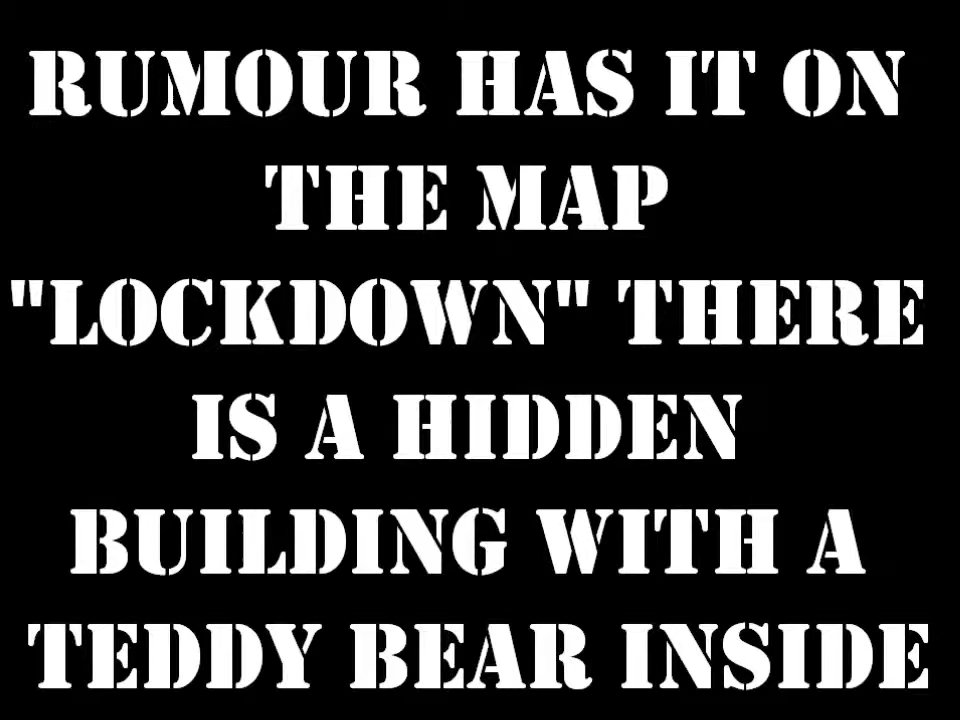 RUMOUR HAS IT ON
THE MAP
"LOCKDOWN" THERE
IS A HIDDEN
BUILDING WITH A
TEDDY BEAR INSIDE